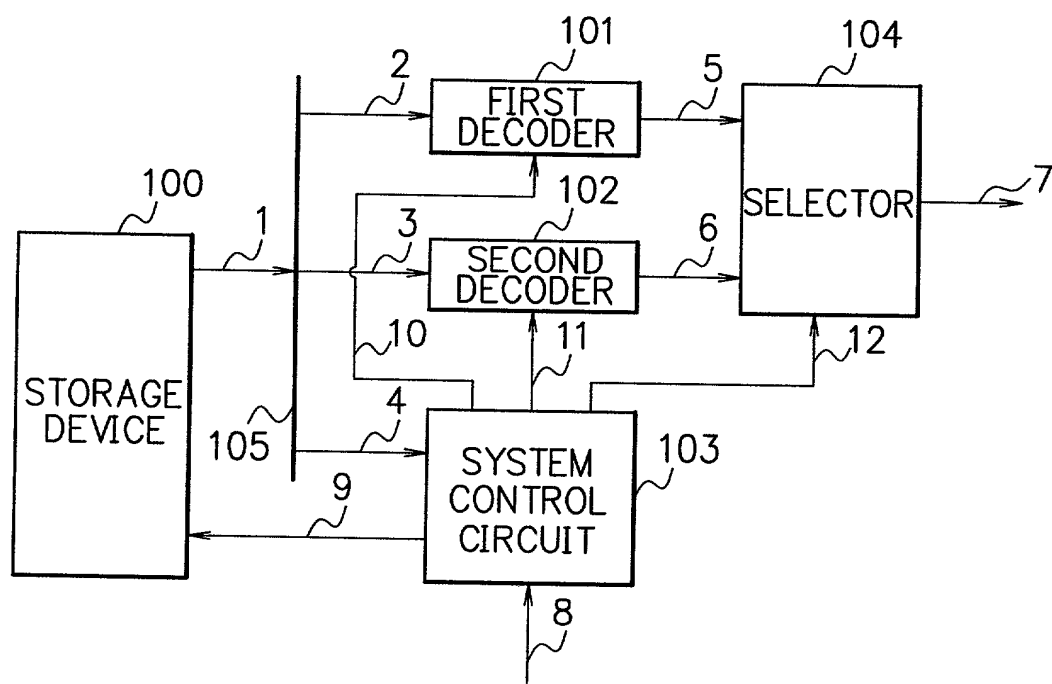 101
104
2
FIRST
DECODER
5
100
1
102
SELECTOR
7
3
SECOND
DECODER
6
10
11
12
STORAGE
DEVICE
105
4
SYSTEM
CONTROL
CIRCUIT
103
9
8